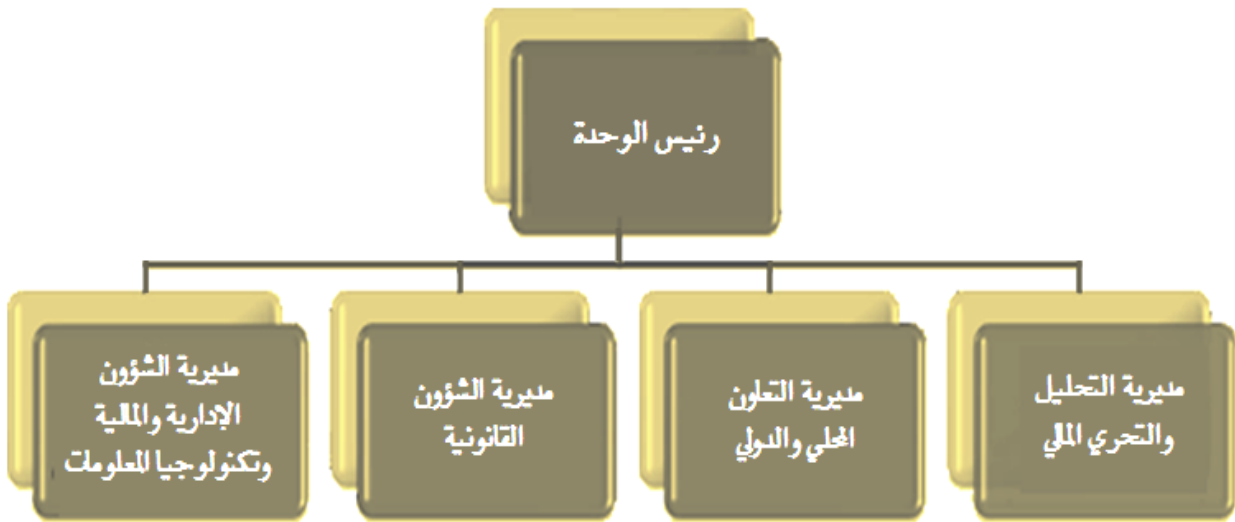 رئيس الوحدة
مديرية التحليل
والتحري المالي
مديرية التعاون
المحلي والدولي
مديرية الشؤون
القانونية
مديرية الشؤون
الإدارية والمالية
وتكنولوجيا المعلومات